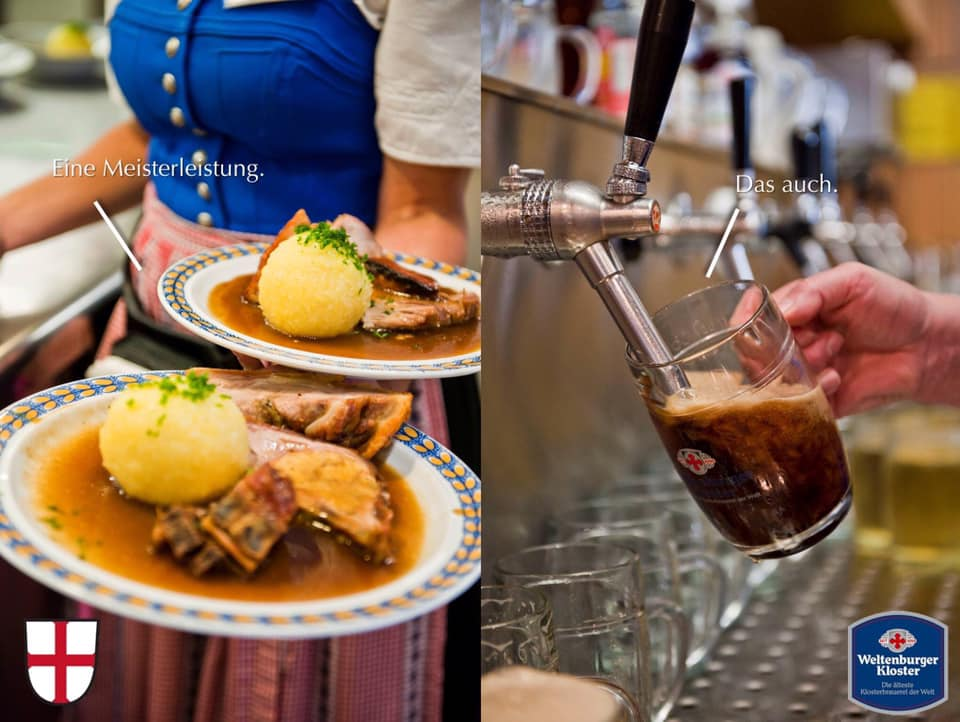 Eine Meisterleistung.
Das auch.
Weltenburger
Kloster
Die älteste
Klosterbrauerei der Welt